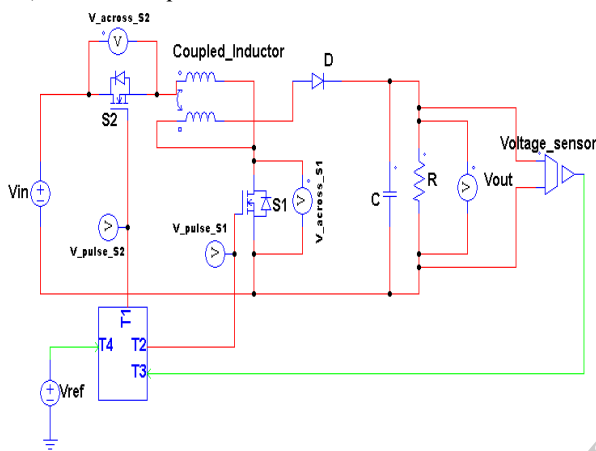 V_across_S2
V
Coupled_Inductor
D
S2
Voltage_sensor
Vin
S1
V_across_S1
V
C
R
V
Vout
V_pulse_S1
V
V_pulse_S2
V
T1
T4
T2
T3
Vref